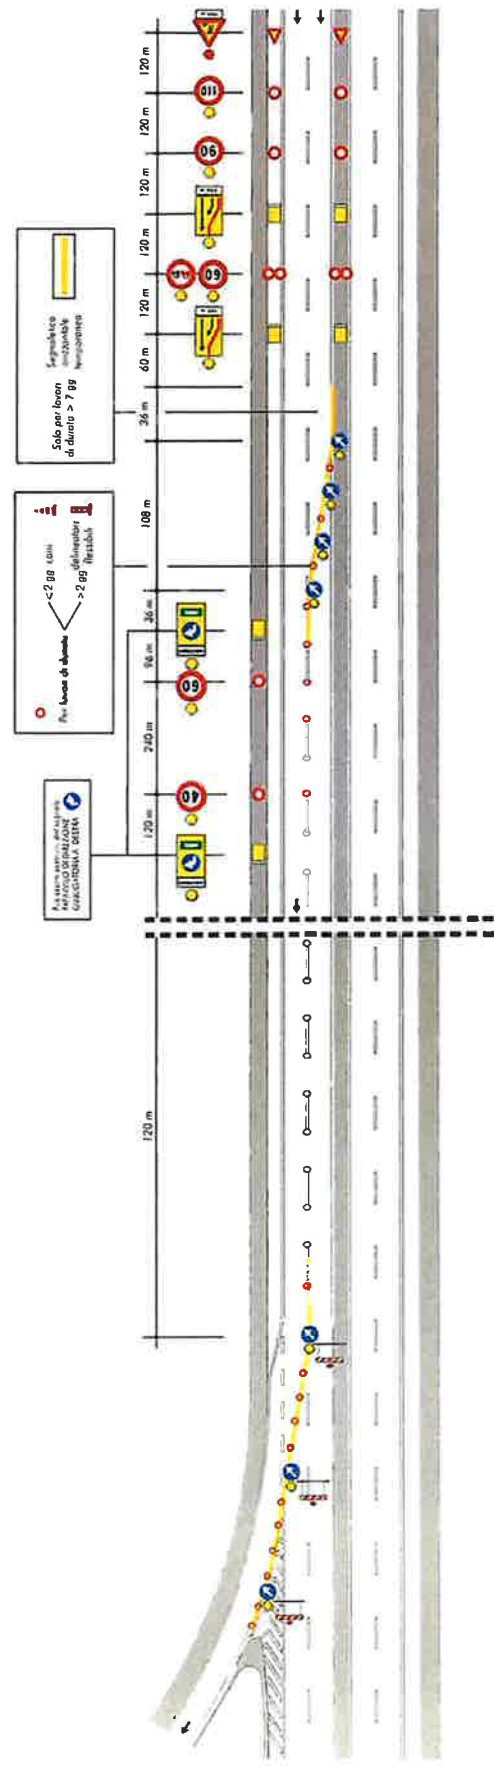 120 m
120 m
120 m
120 m
120 m
60 m
36 m
108 m
36 m
96 m
240 m
120 m
120 m
110
90
60
60
40
Solo per lavori
di durata > 7 gg
Segnaletica
orizzontale
temporanea
Per lavori di durata
<2 gg coni
>2 gg delineatori
flessibili
OBBLIGATORIA A DESTRA